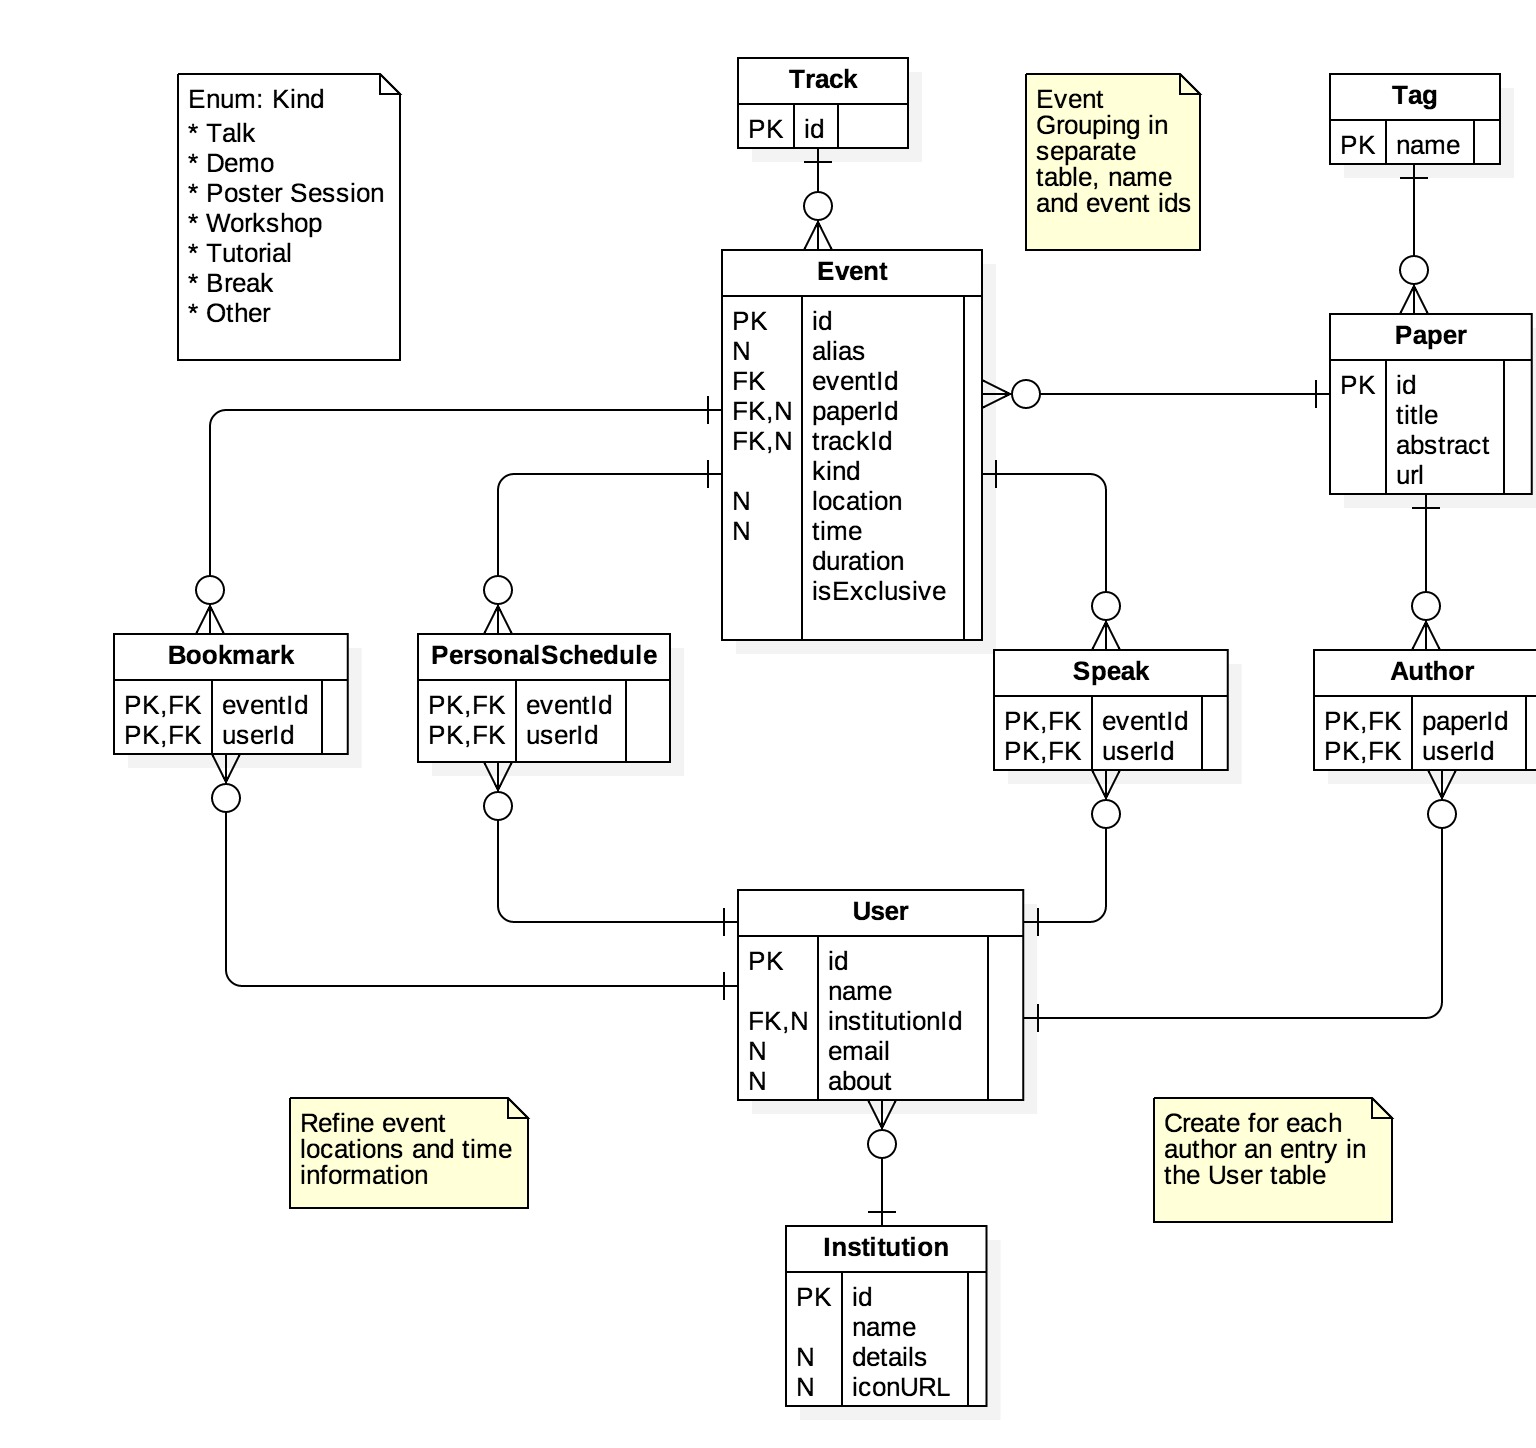 Enum: Kind
* Talk
* Demo
* Poster Session
* Workshop
* Tutorial
* Break
* Other
Track
PK id
Event
Grouping in
separate
table, name
and event ids
Tag
PK name
Event
PK id
N alias
FK eventId
FK,N paperId
FK,N trackId
kind
N location
N time
duration
isExclusive
Paper
PK id
title
abstract
url
Bookmark
PK,FK eventId
PK,FK userId
PersonalSchedule
PK,FK eventId
PK,FK userId
Speak
PK,FK eventId
PK,FK userId
Author
PK,FK paperId
PK,FK userId
User
PK id
name
FK,N institutionId
N email
N about
Refine event
locations and time
information
Create for each
author an entry in
the User table
Institution
PK id
name
N details
N iconURL